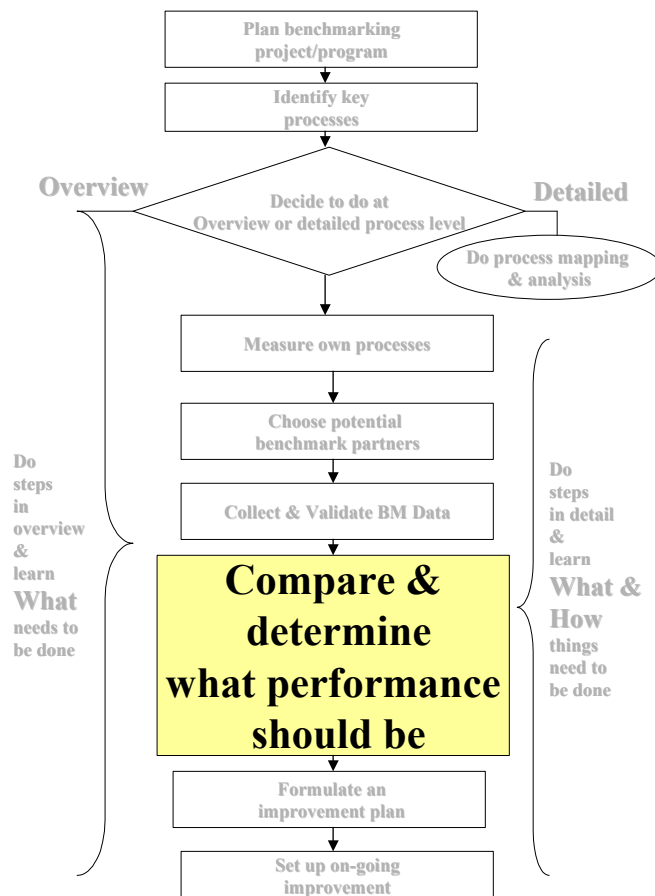 Plan benchmarking
project/program
Identify key
processes
Overview
Detailed
Decide to do at
Overview or detailed process level
Do process mapping
& analysis
Measure own processes
Choose potential
benchmark partners
Collect & Validate BM Data
Do
steps
in
overview
&
learn
What
needs to
be done
Compare &
determine
what performance
should be
Do
steps
in detail
&
learn
What &
How
things
need to
be done
Formulate an
improvement plan
Set up on-going
improvement